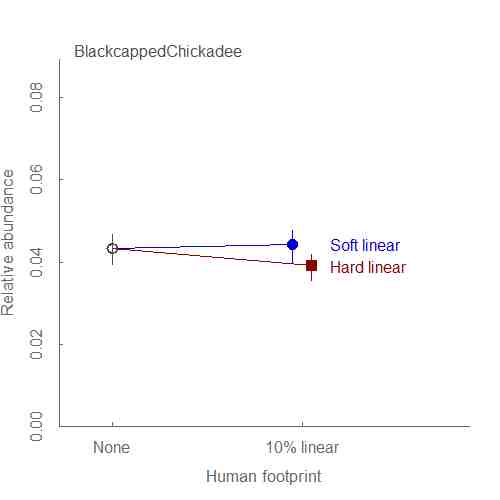 BlackcappedChickadee
Relative abundance
0.08
0.06
0.04
0.02
0.00
Soft linear
Hard linear
None
10% linear
Human footprint